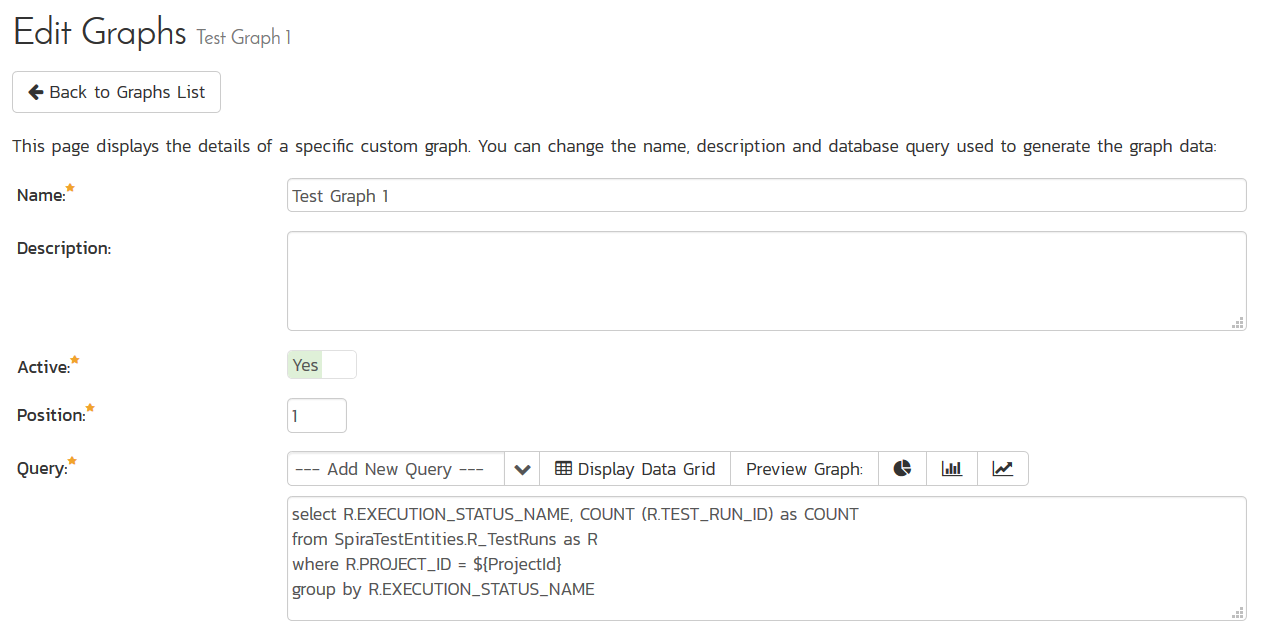 Edit Graphs Test Graph 1
Back to Graphs List
This page displays the details of a specific custom graph. You can change the name, description and database query used to generate the graph data:
Name:
Test Graph 1
Description:
Active:
Yes
Position:
1
Query:
--- Add New Query ---
Display Data Grid
Preview Graph:
select R.EXECUTION_STATUS_NAME, COUNT (R.TEST_RUN_ID) as COUNT
from SpiraTestEntities.R_TestRuns as R
where R.PROJECT_ID = ${ProjectId}
group by R.EXECUTION_STATUS_NAME